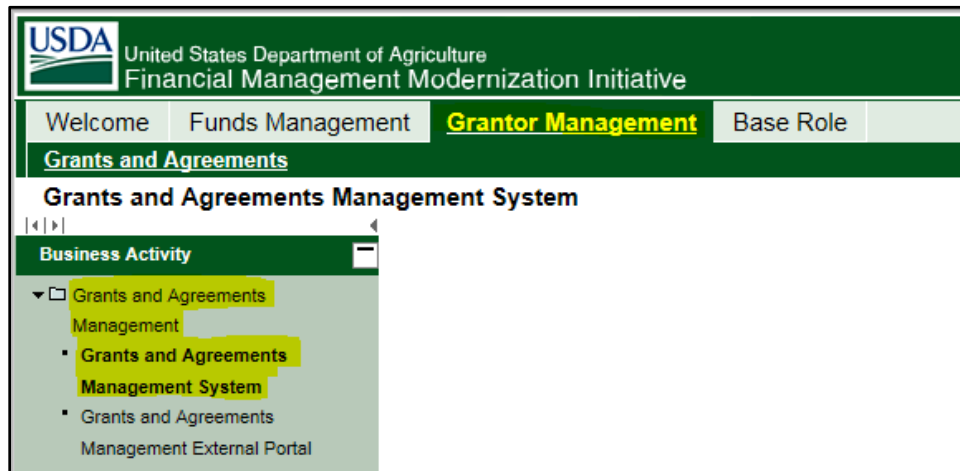 USDA
United States Department of Agriculture
Financial Management Modernization Initiative
Welcome Funds Management Grantor Management Base Role
Grants and Agreements
Grants and Agreements Management System
Business Activity
Grants and Agreements
Management
Grants and Agreements
Management System
Grants and Agreements
Management External Portal